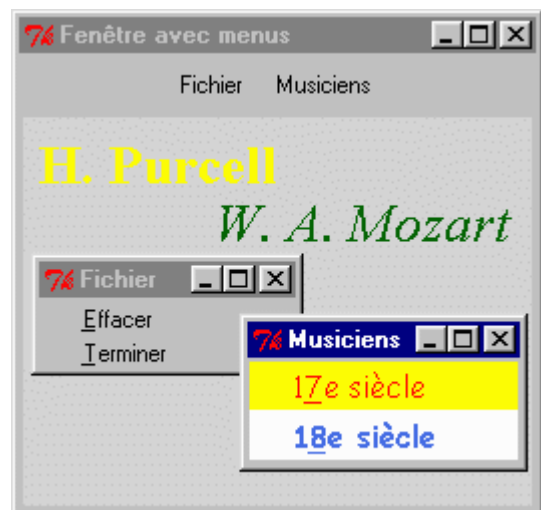 Fenêtre avec menus
Fichier Musiciens
H. Purcell
W. A. Mozart
Fichier
Effacer
Terminer
Musiciens
17e siècle
18e siècle